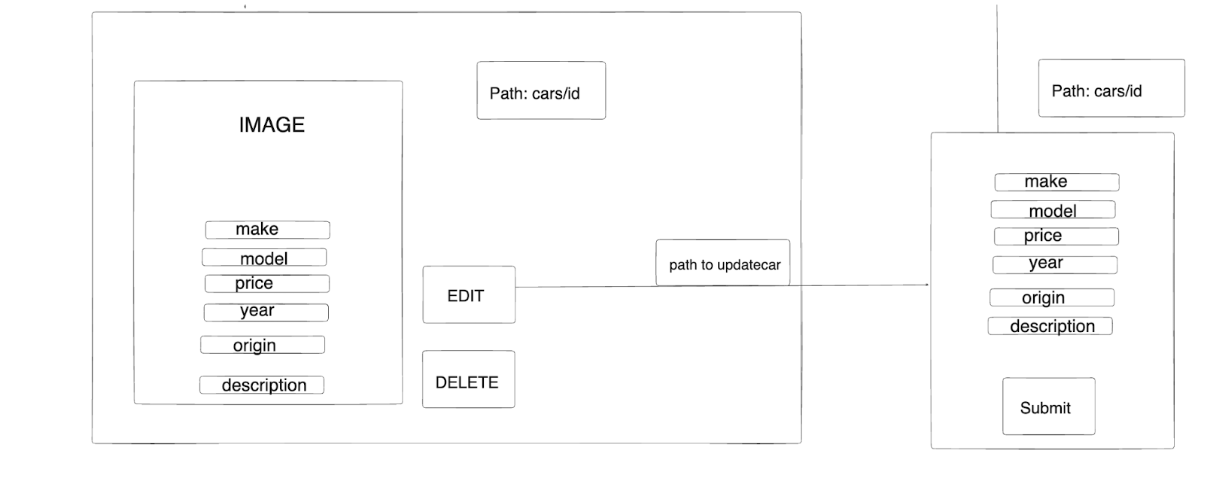 Path: cars/id
IMAGE
make
model
price
year
origin
description
EDIT
DELETE
path to updatecar
Path: cars/id
make
model
price
year
origin
description
Submit